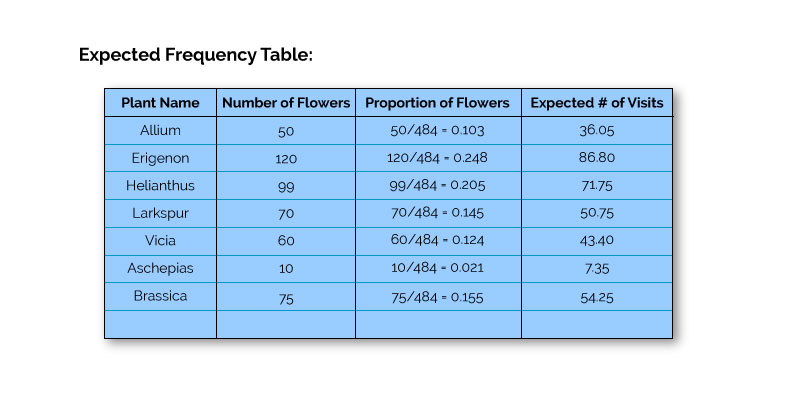 Expected Frequency Table:
Plant Name Number of Flowers Proportion of Flowers Expected # of Visits
Allium 50 50/484 = 0.103 36.05
Erigenon 120 120/484 = 0.248 86.80
Helianthus 99 99/484 = 0.205 71.75
Larkspur 70 70/484 = 0.145 50.75
Vicia 60 60/484 = 0.124 43.40
Aschepias 10 10/484 = 0.021 7.35
Brassica 75 75/484 = 0.155 54.25